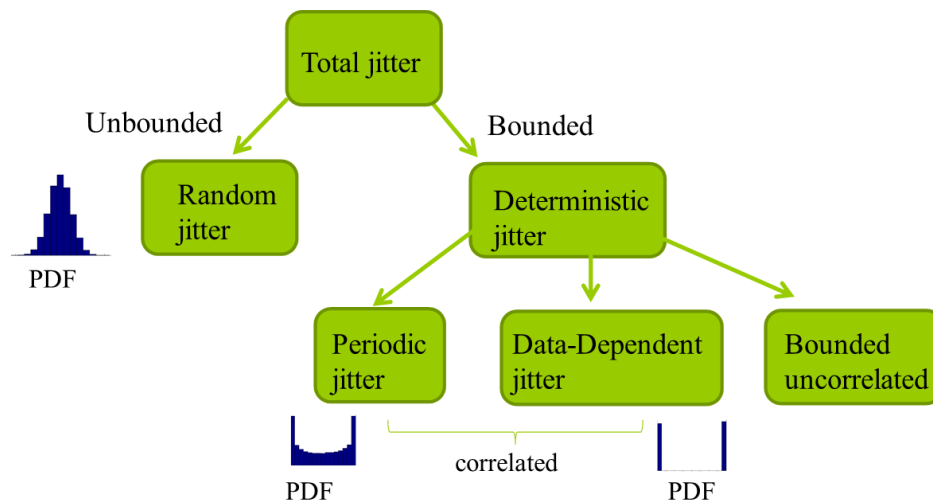 Total jitter
Unbounded
Bounded
Random
jitter
Deterministic
jitter
PDF
Periodic
jitter
Data-Dependent
jitter
Bounded
uncorrelated
correlated
PDF
PDF